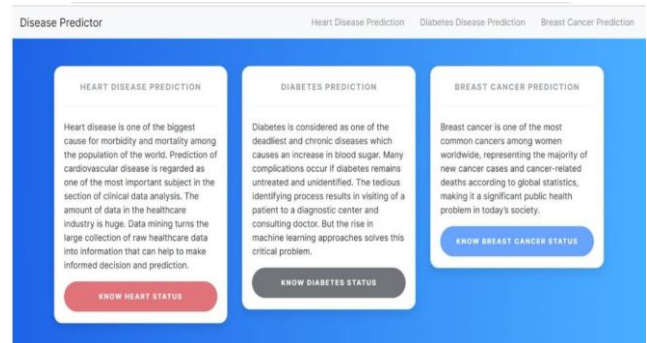 Disease Predictor
Heart Disease Prediction Diabetes Disease Prediction Breast Cancer Prediction
HEART DISEASE PREDICTION
Heart disease is one of the biggest
cause for morbidity and mortality among
the population of the world. Prediction of
cardiovascular disease is regarded as
one of the most important subject in the
section of clinical data analysis. The
amount of data in the healthcare
industry is huge. Data mining turns the
large collection of raw healthcare data
into information that can help to make
informed decision and prediction.
KNOW HEART STATUS
DIABETES PREDICTION
Diabetes is considered as one of the
deadliest and chronic diseases which
causes an increase in blood sugar. Many
complications occur if diabetes remains
untreated and unidentified. The tedious
identifying process results in visiting of a
patient to a diagnostic center and
consulting doctor. But the rise in
machine learning approaches solves this
critical problem.
KNOW DIABETES STATUS
BREAST CANCER PREDICTION
Breast cancer is one of the most
common cancers among women
worldwide, representing the majority of
new cancer cases and cancer-related
deaths according to global statistics,
making it a significant public health
problem in today's society.
KNOW BREAST CANCER STATUS